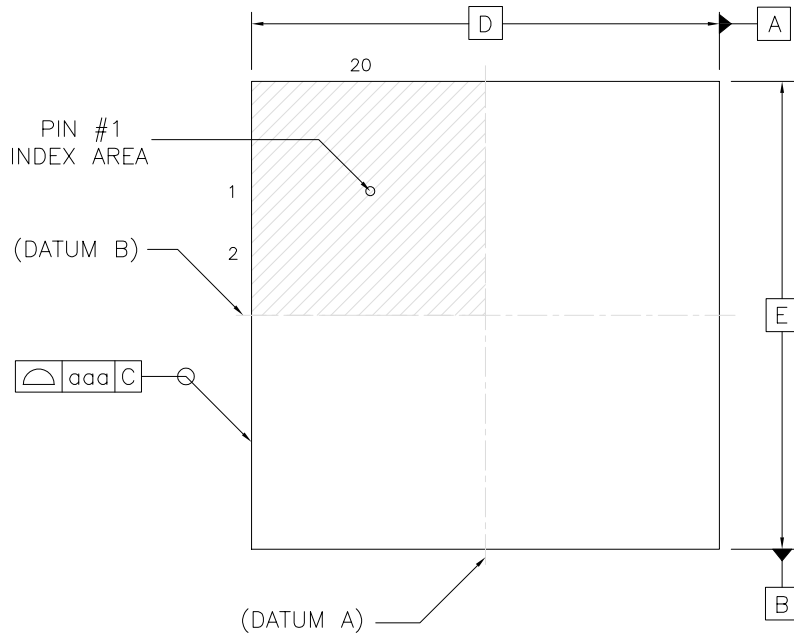 D
A
20
PIN #1
INDEX AREA
1
2
(DATUM B)
E
aaa C
B
(DATUM A)